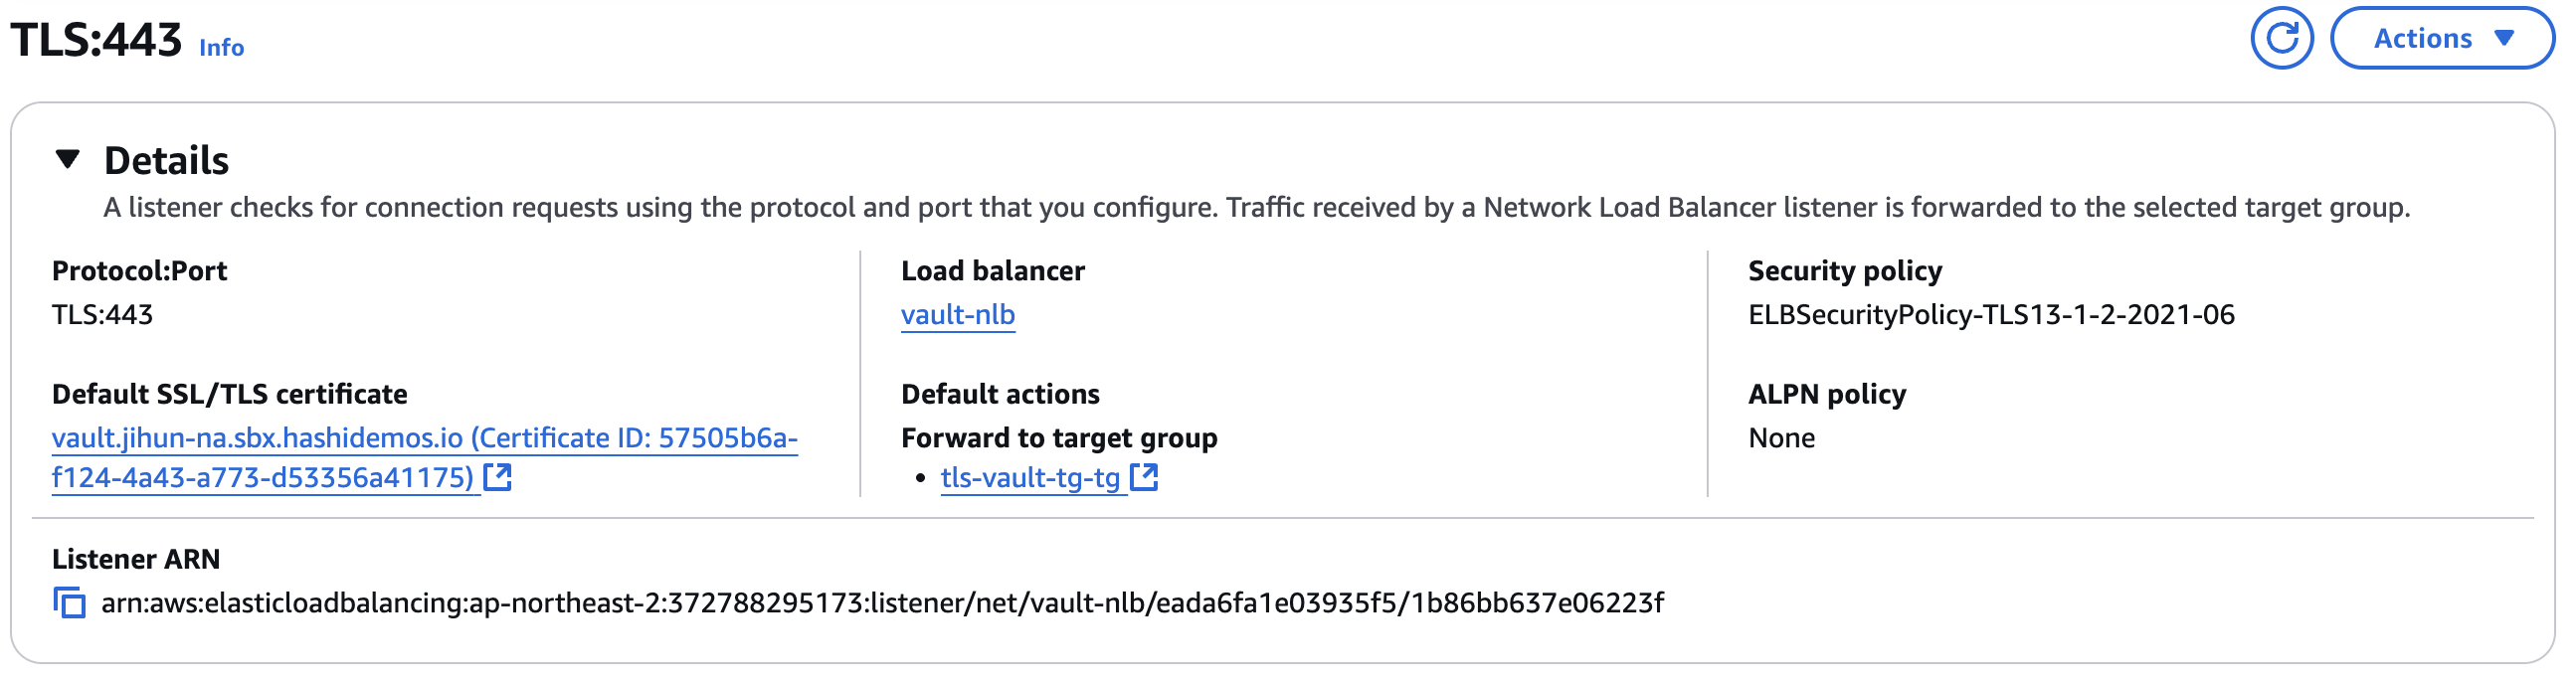 TLS:443 Info
Actions
Details
A listener checks for connection requests using the protocol and port that you configure. Traffic received by a Network Load Balancer listener is forwarded to the selected target group.
Protocol:Port
TLS:443
Load balancer
vault-nlb
Security policy
ELBSecurityPolicy-TLS13-1-2-2021-06
Default SSL/TLS certificate
vault.jihun-na.sbx.hashidemos.io (Certificate ID: 57505b6a-
f124-4a43-a773-d53356a41175)
Default actions
Forward to target group
• tls-vault-tg-tg
ALPN policy
None
Listener ARN
arn:aws:elasticloadbalancing:ap-northeast-2:372788295173:listener/net/vault-nlb/eada6fa1e03935f5/1b86bb637e06223f